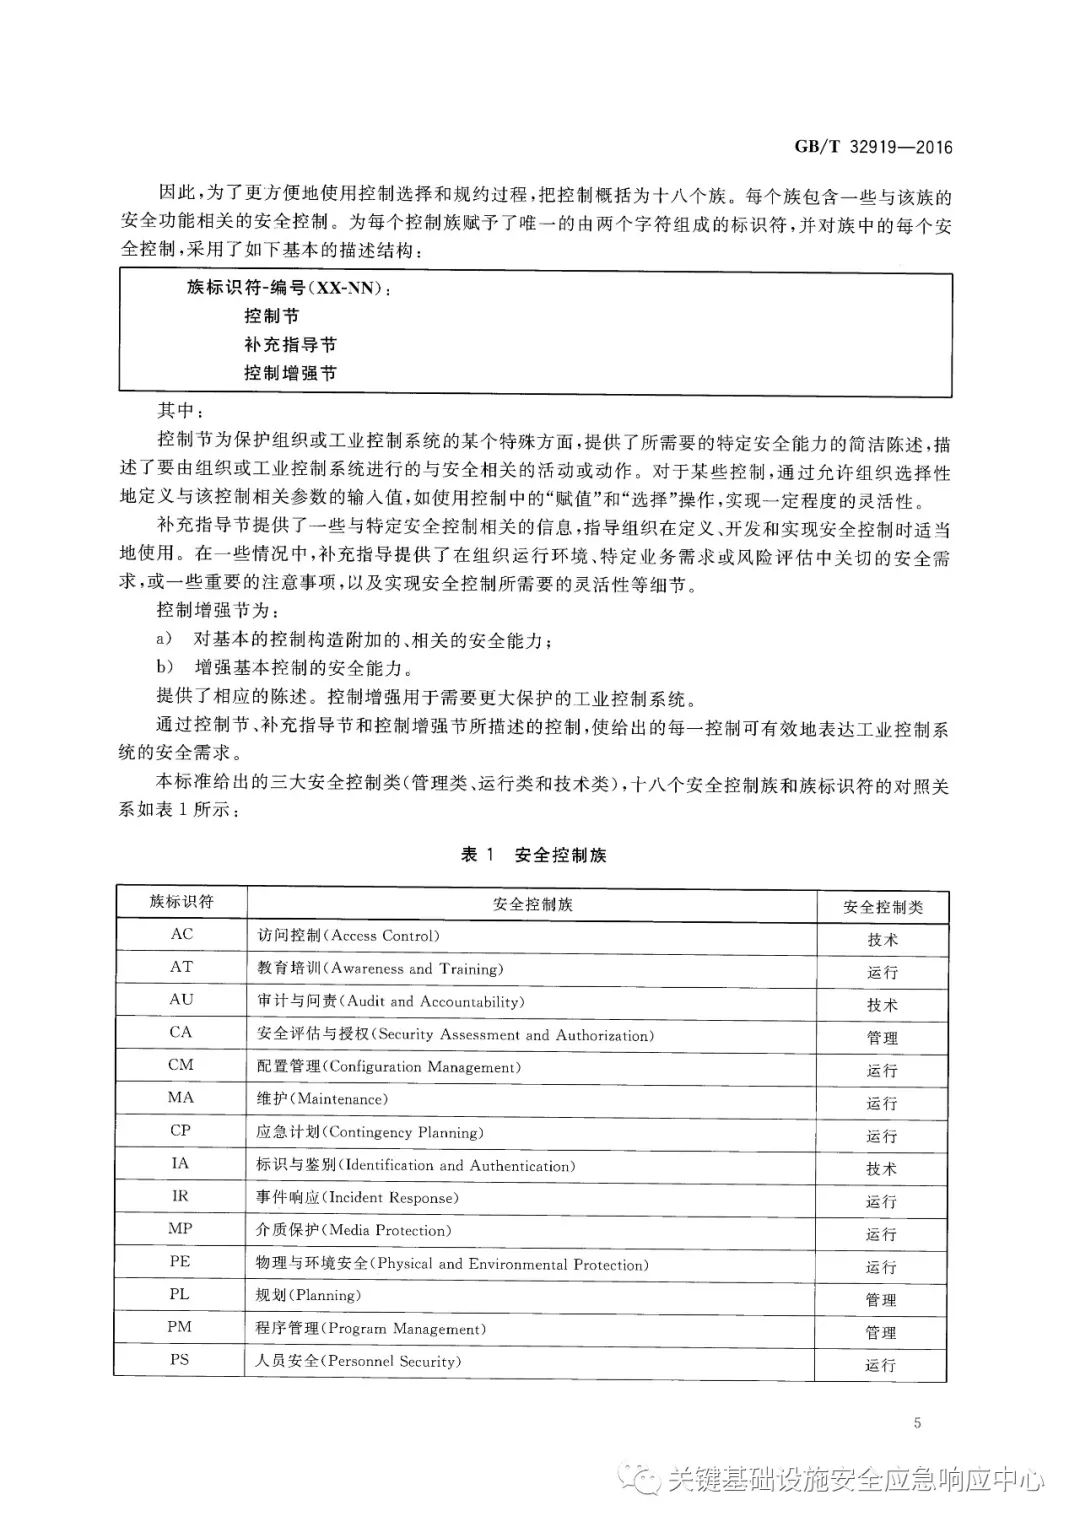 GB/T 32919—2016
因此,为了更方便地使用控制选择和规约过程,把控制概括为十八个族。每个族包含一些与该族的
安全功能相关的安全控制。为每个控制族赋予了唯一的由两个字符组成的标识符,并对族中的每个安
全控制,采用了如下基本的描述结构:
族标识符-编号(XX-NN):
控制节
补充指导节
控制增强节
其中:
控制节为保护组织或工业控制系统的某个特殊方面,提供了所需要的特定安全能力的简洁陈述,描
述了要由组织或工业控制系统进行的与安全相关的活动或动作。对于某些控制,通过允许组织选择性
地定义与该控制相关参数的输入值,如使用控制中的“赋值”和“选择”操作,实现一定程度的灵活性。
补充指导节提供了一些与特定安全控制相关的信息,指导组织在定义、开发和实现安全控制时适当
地使用。在一些情况中,补充指导提供了在组织运行环境、特定业务需求或风险评估中关切的安全需
求,或一些重要的注意事项,以及实现安全控制所需要的灵活性等细节。
控制增强节为:
a) 对基本的控制构造附加的、相关的安全能力;
b) 增强基本控制的安全能力。
提供了相应的陈述。控制增强用于需要更大保护的工业控制系统。
通过控制节、补充指导节和控制增强节所描述的控制,使给出的每一控制可有效地表达工业控制系
统的安全需求。
本标准给出的三大安全控制类(管理类、运行类和技术类),十八个安全控制族和族标识符的对照关
系如表 1 所示:
表 1 安全控制族
族标识符 安全控制族 安全控制类
AC 访问控制(Access Control) 技术
AT 教育培训(Awareness and Training) 运行
AU 审计与问责(Audit and Accountability) 技术
CA 安全评估与授权(Security Assessment and Authorization) 管理
CM 配置管理(Configuration Management) 运行
MA 维护(Maintenance) 运行
CP 应急计划(Contingency Planning) 运行
IA 标识与鉴别(Identification and Authentication) 技术
IR 事件响应(Incident Response) 运行
MP 介质保护(Media Protection) 运行
PE 物理与环境安全(Physical and Environmental Protection) 运行
PL 规划(Planning) 管理
PM 程序管理(Program Management) 管理
PS 人员安全(Personnel Security) 运行
5
关键基础设施安全应急响应中心